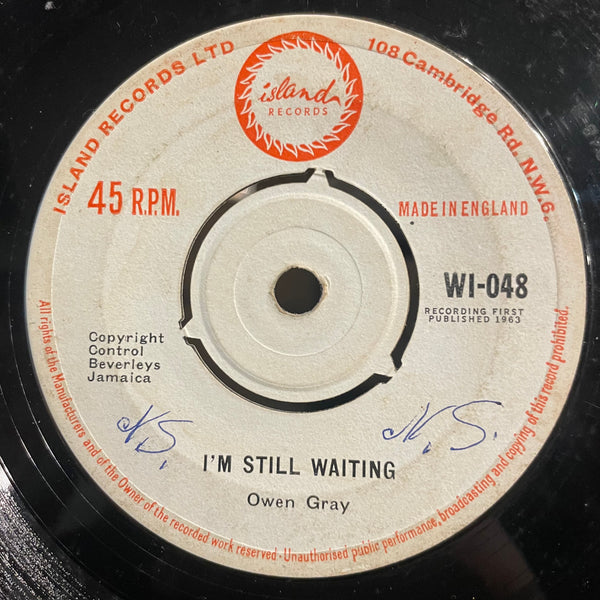 ISLAND RECORDS LTD
108 Cambridge Rd. N.W.6.
island
RECORDS
45 R.P.M.
MADE IN ENGLAND
WI-048
RECORDING FIRST
PUBLISHED 1963
Copyright
Control
Beverleys
Jamaica
N.S.
N.S.
I'M STILL WAITING
Owen Gray
All rights of the Manufacturers and of the Owner of the recorded work reserved - Unauthorised public performance, broadcasting and copying of this record prohibited.